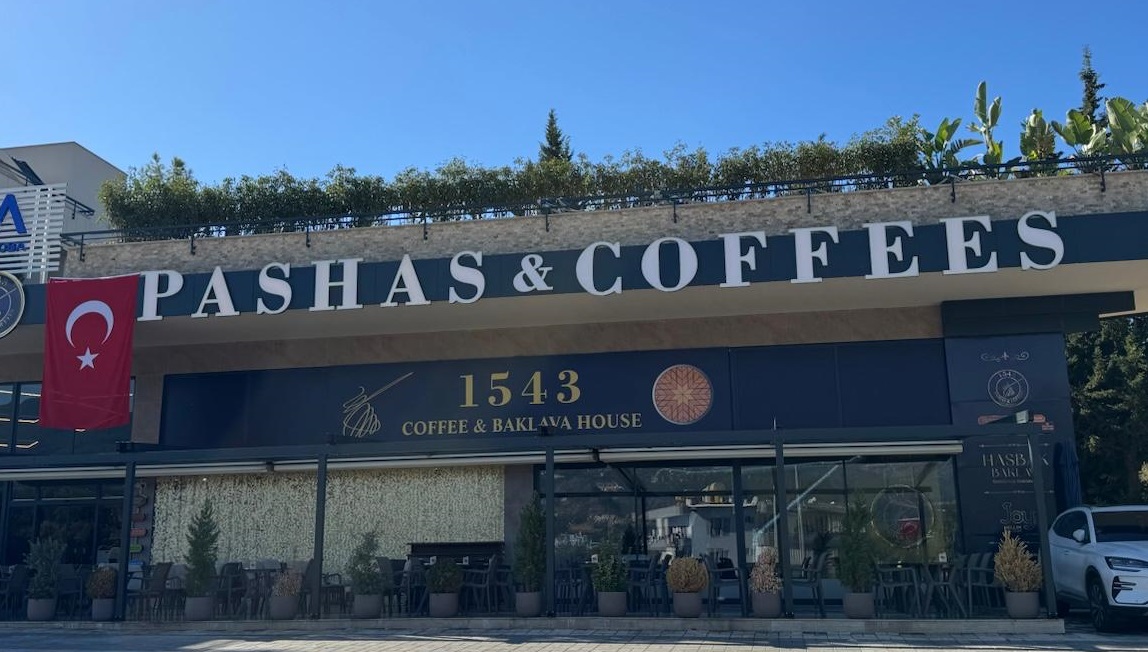 PASHAS & COFFEES
1543
COFFEE & BAKLAVA HOUSE